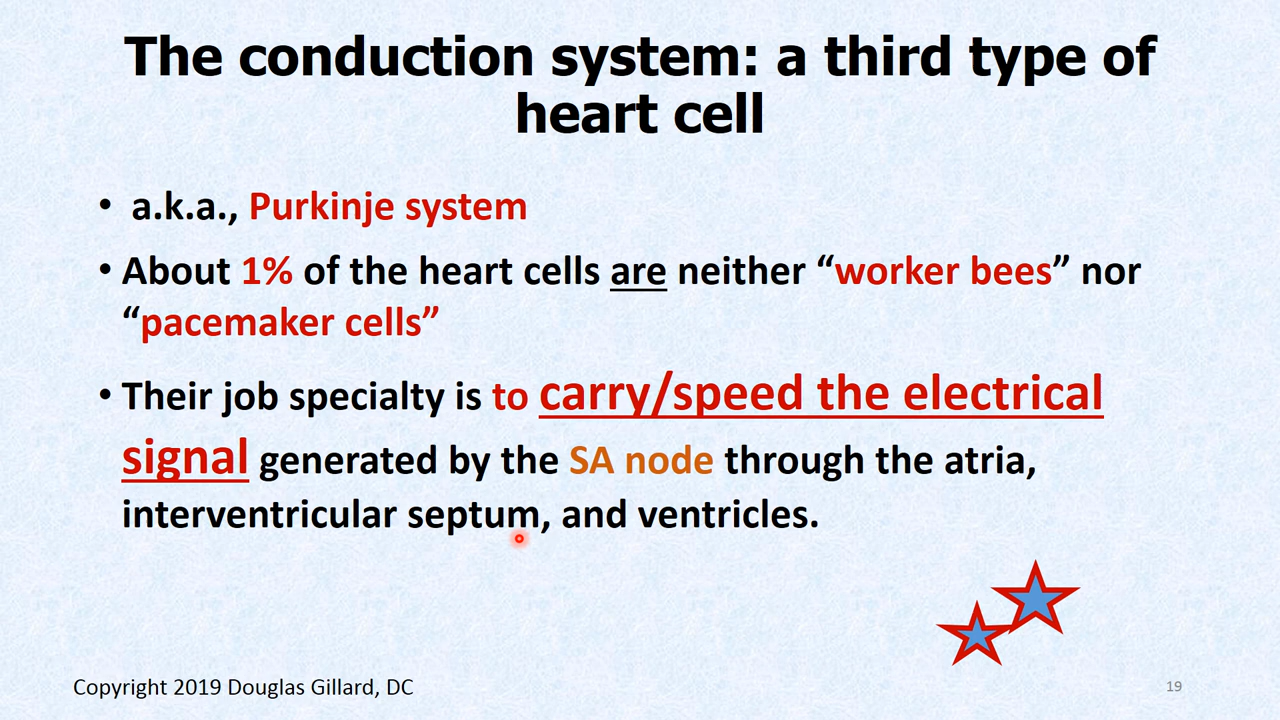 The conduction system: a third type of
heart cell
• a.k.a., Purkinje system
• About 1% of the heart cells are neither “worker bees” nor
“pacemaker cells”
• Their job specialty is to carry/speed the electrical
signal generated by the SA node through the atria,
interventricular septum, and ventricles.
Copyright 2019 Douglas Gillard, DC
19